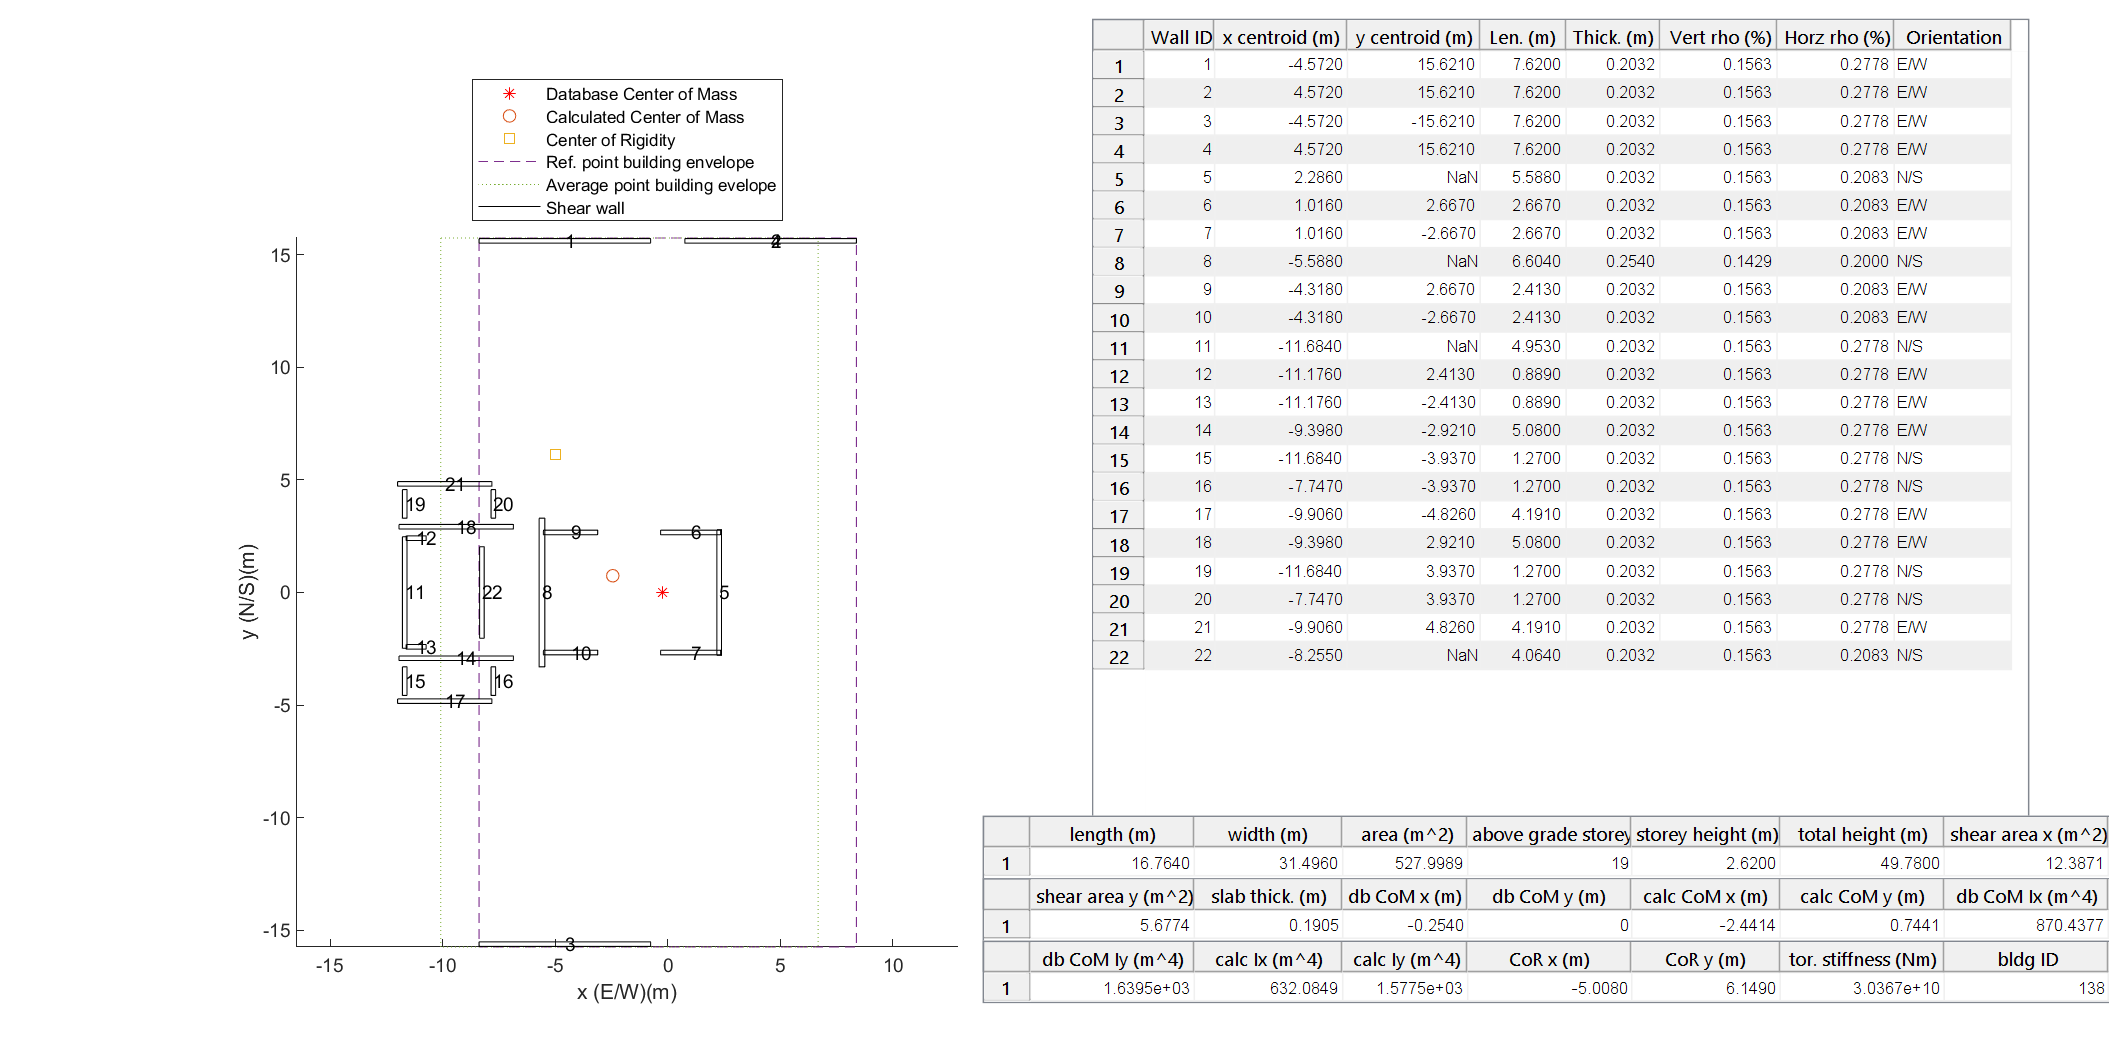 Database Center of Mass
Calculated Center of Mass
Center of Rigidity
Ref. point building envelope
Average point building evelope
Shear wall
15
10
5
0
-5
-10
-15
y (N/S)(m)
-15 -10 -5 0 5 10
x (E/W)(m)
1
21
19 20
18
12
9 6
11 22 8 5
13
14 10 7
15 16
17
3
Wall ID x centroid (m) y centroid (m) Len. (m) Thick. (m) Vert rho (%) Horz rho (%) Orientation
1 1 -4.5720 15.6210 7.6200 0.2032 0.1563 0.2778 E/W
2 2 4.5720 15.6210 7.6200 0.2032 0.1563 0.2778 E/W
3 3 -4.5720 -15.6210 7.6200 0.2032 0.1563 0.2778 E/W
4 4 4.5720 15.6210 7.6200 0.2032 0.1563 0.2778 E/W
5 5 2.2860 NaN 5.5880 0.2032 0.1563 0.2083 N/S
6 6 1.0160 2.6670 2.6670 0.2032 0.1563 0.2083 E/W
7 7 1.0160 -2.6670 2.6670 0.2032 0.1563 0.2083 E/W
8 8 -5.5880 NaN 6.6040 0.2540 0.1429 0.2000 N/S
9 9 -4.3180 2.6670 2.4130 0.2032 0.1563 0.2083 E/W
10 10 -4.3180 -2.6670 2.4130 0.2032 0.1563 0.2083 E/W
11 11 -11.6840 NaN 4.9530 0.2032 0.1563 0.2778 N/S
12 12 -11.1760 2.4130 0.8890 0.2032 0.1563 0.2778 E/W
13 13 -11.1760 -2.4130 0.8890 0.2032 0.1563 0.2778 E/W
14 14 -9.3980 -2.9210 5.0800 0.2032 0.1563 0.2778 E/W
15 15 -11.6840 -3.9370 1.2700 0.2032 0.1563 0.2778 N/S
16 16 -7.7470 -3.9370 1.2700 0.2032 0.1563 0.2778 N/S
17 17 -9.9060 -4.8260 4.1910 0.2032 0.1563 0.2778 E/W
18 18 -9.3980 2.9210 5.0800 0.2032 0.1563 0.2778 E/W
19 19 -11.6840 3.9370 1.2700 0.2032 0.1563 0.2778 N/S
20 20 -7.7470 3.9370 1.2700 0.2032 0.1563 0.2778 N/S
21 21 -9.9060 4.8260 4.1910 0.2032 0.1563 0.2778 E/W
22 22 -8.2550 NaN 4.0640 0.2032 0.1563 0.2083 N/S
length (m) width (m) area (m^2) above grade storey storey height (m) total height (m) shear area x (m^2)
1 16.7640 31.4960 527.9989 19 2.6200 49.7800 12.3871
shear area y (m^2) slab thick. (m) db CoM x (m) db CoM y (m) calc CoM x (m) calc CoM y (m) db CoM Ix (m^4)
1 5.6774 0.1905 -0.2540 0 -2.4414 0.7441 870.4377
db CoM Iy (m^4) calc Ix (m^4) calc Iy (m^4) CoR x (m) CoR y (m) tor. stiffness (Nm) bldg ID
1 1.6395e+03 632.0849 1.5775e+03 -5.0080 6.1490 3.0367e+10 138